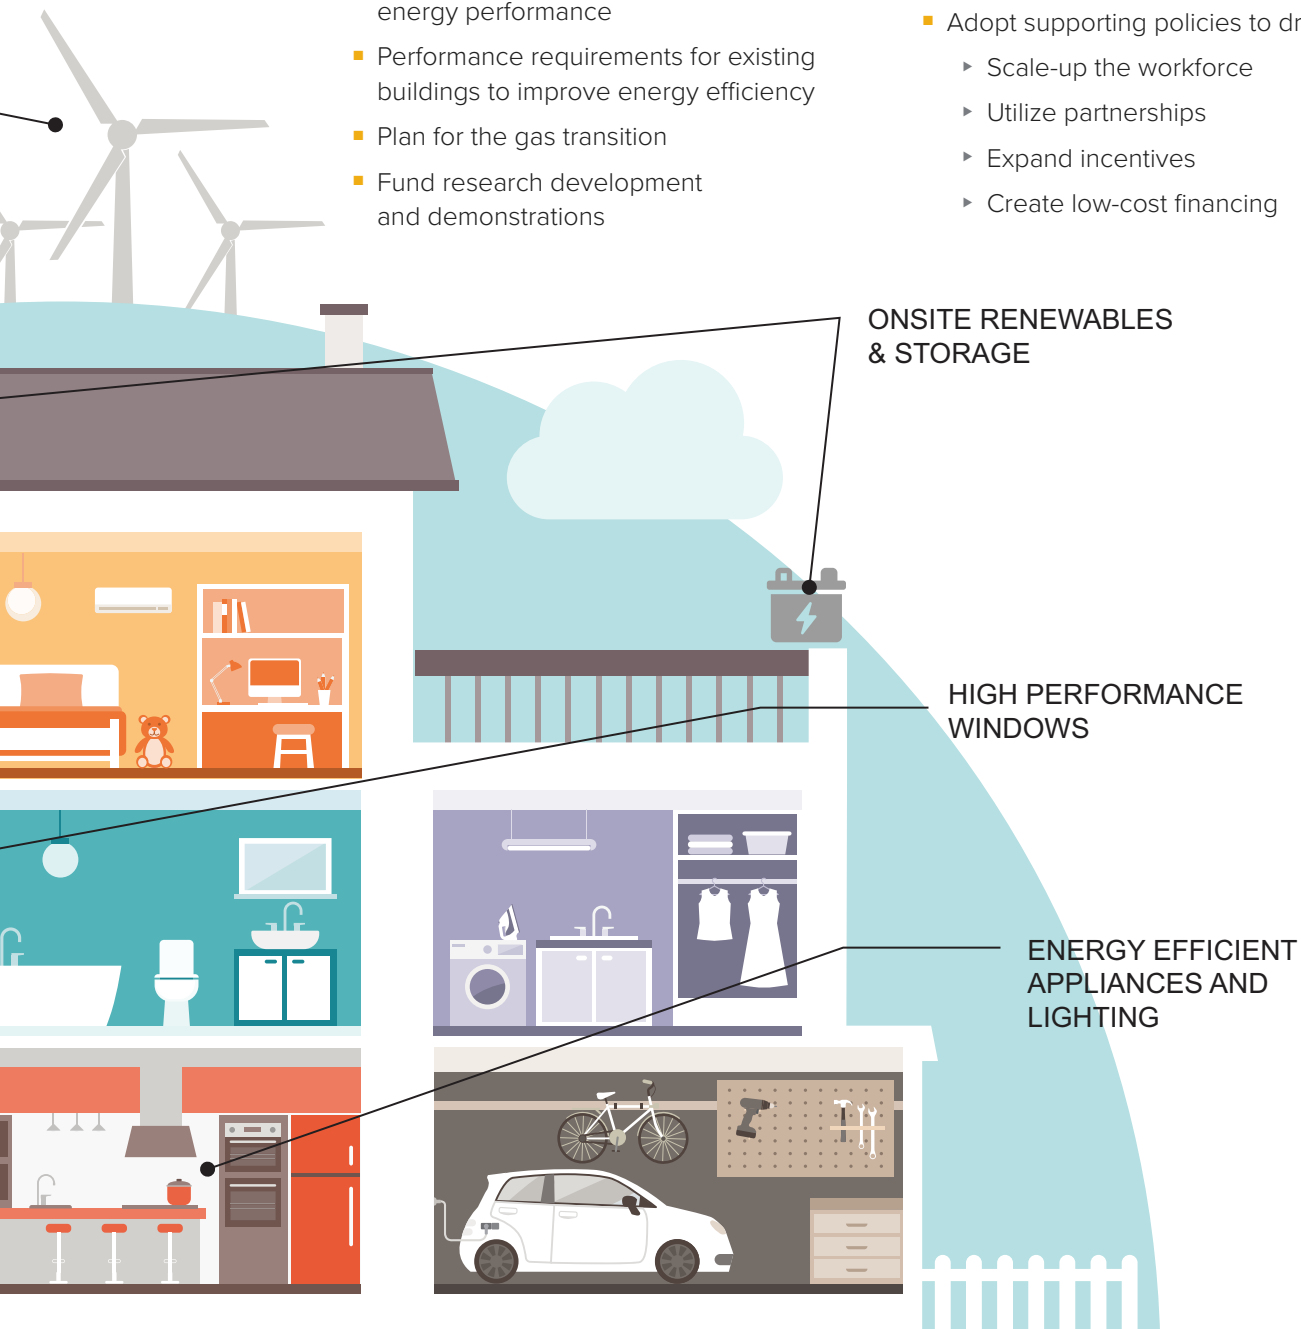 energy performance
Performance requirements for existing
buildings to improve energy efficiency
Plan for the gas transition
Fund research development
and demonstrations
Adopt supporting policies to
Scale-up the workforce
Utilize partnerships
Expand incentives
Create low-cost financing
ONSITE RENEWABLES
& STORAGE
HIGH PERFORMANCE
WINDOWS
ENERGY EFFICIENT
APPLIANCES AND
LIGHTING